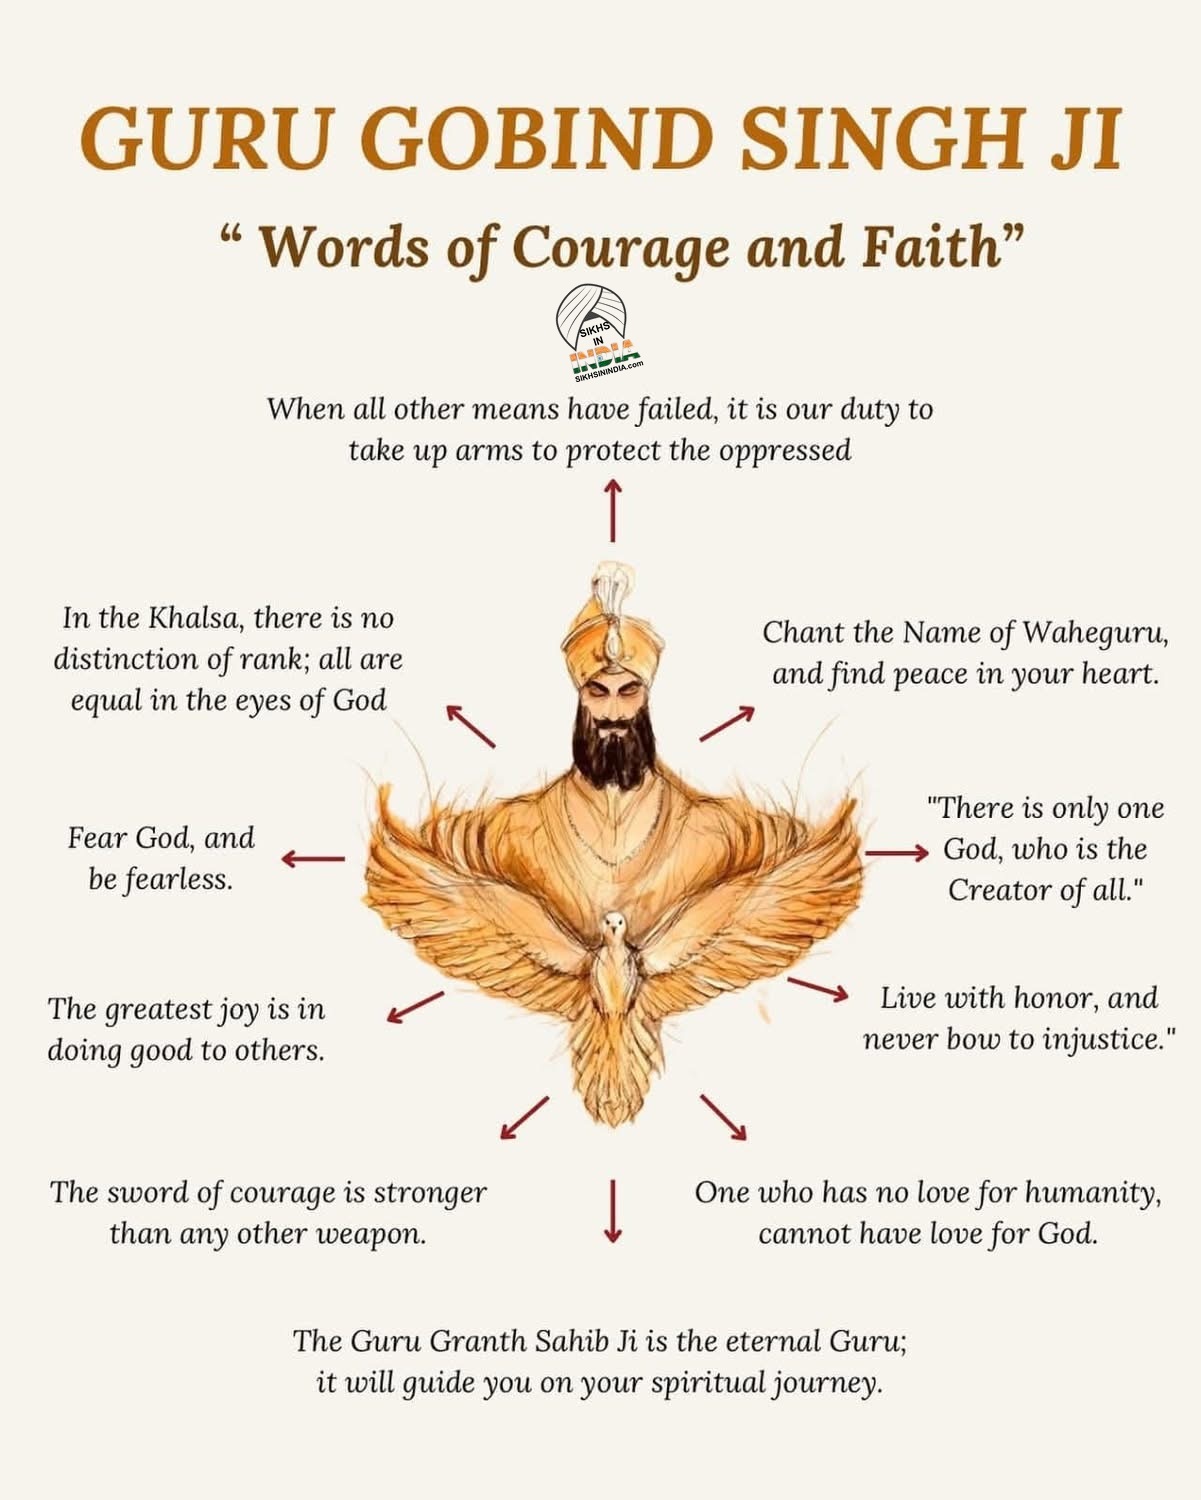 GURU GOBIND SINGH JI
“ Words of Courage and Faith”
SIKHS
IN
INDIA
SIKHSININDIA.com
When all other means have failed, it is our duty to
take up arms to protect the oppressed
In the Khalsa, there is no
distinction of rank; all are
equal in the eyes of God
Chant the Name of Waheguru,
and find peace in your heart.
Fear God, and
be fearless.
"There is only one
God, who is the
Creator of all."
The greatest joy is in
doing good to others.
Live with honor, and
never bow to injustice."
The sword of courage is stronger
than any other weapon.
One who has no love for humanity,
cannot have love for God.
The Guru Granth Sahib Ji is the eternal Guru;
it will guide you on your spiritual journey.